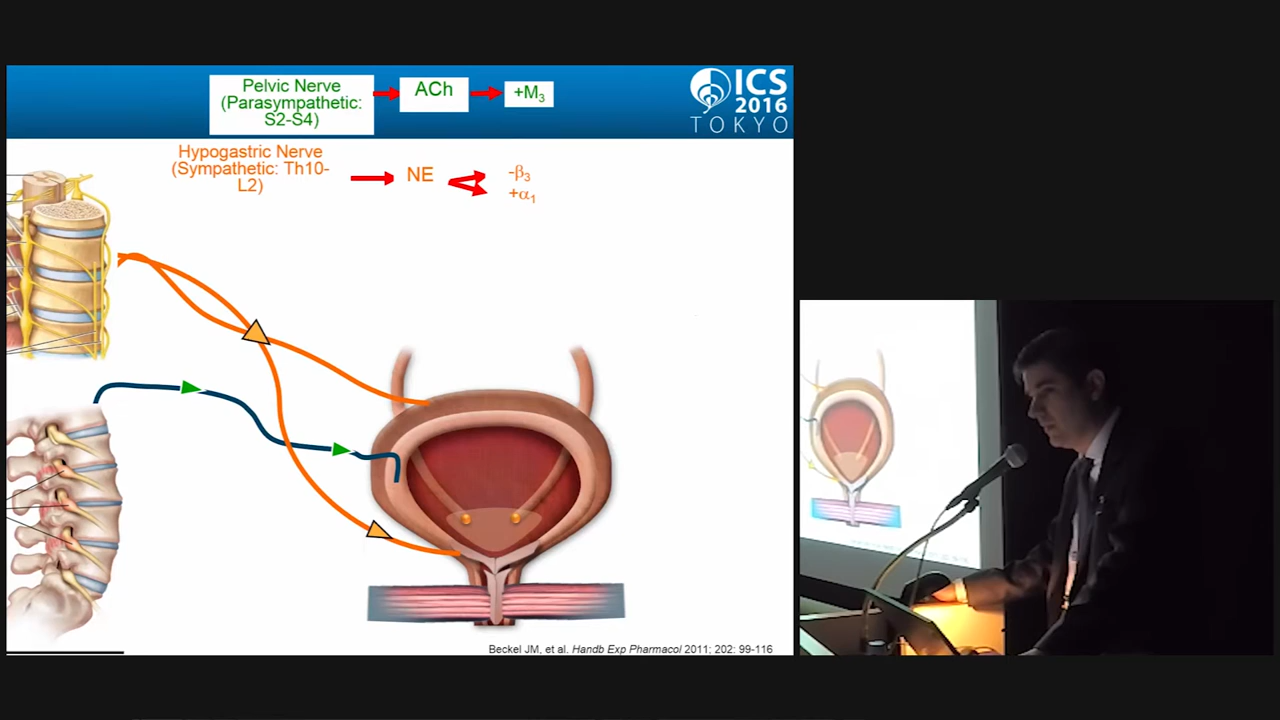 Pelvic Nerve
(Parasympathetic:
S2-S4)
ACh
+M3
ICS
2016
TOKYO
Hypogastric Nerve
(Sympathetic: Th10-
L2)
NE
-β3
+α1
Beckel JM, et al. Handb Exp Pharmacol 2011; 202: 99-116